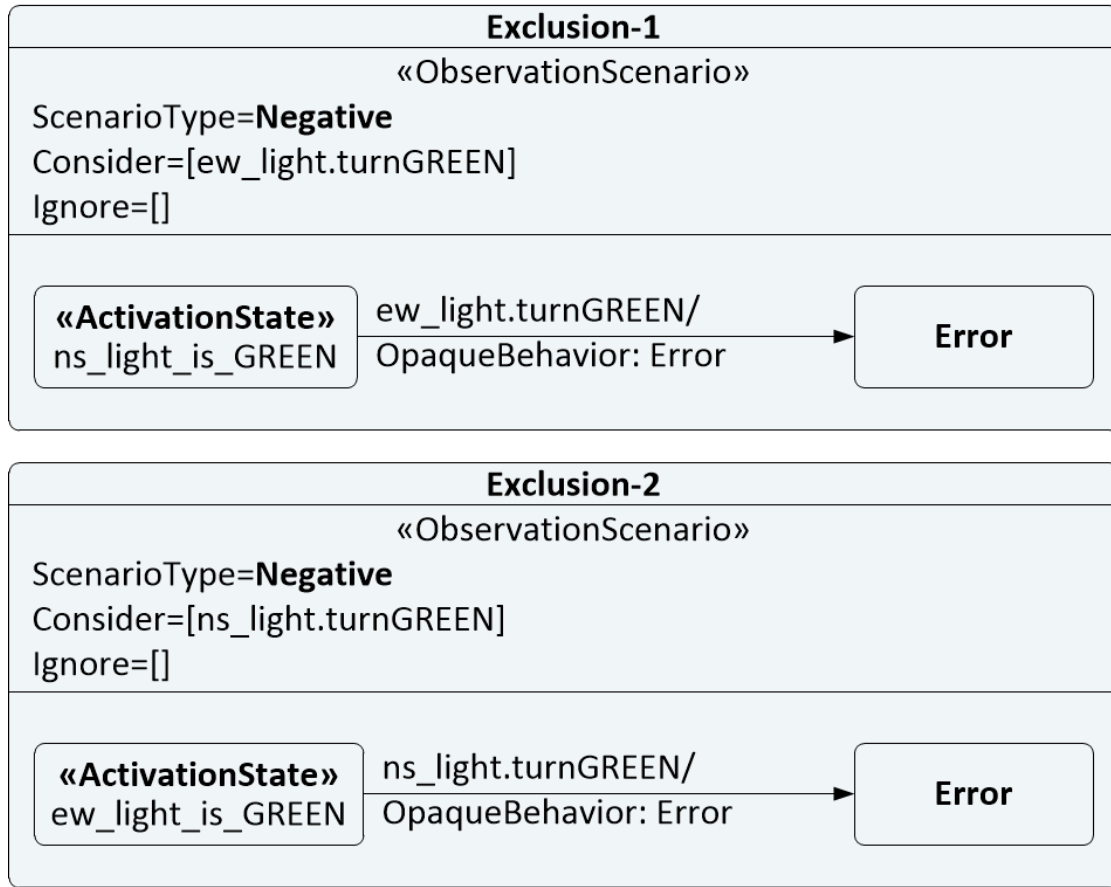 Exclusion-1
«ObservationScenario»
ScenarioType=Negative
Consider=[ew_light.turnGREEN]
Ignore=[]
«ActivationState»
ns_light_is_GREEN
ew_light.turnGREEN/
OpaqueBehavior: Error
Error
Exclusion-2
«ObservationScenario»
ScenarioType=Negative
Consider=[ns_light.turnGREEN]
Ignore=[]
«ActivationState»
ew_light_is_GREEN
ns_light.turnGREEN/
OpaqueBehavior: Error
Error